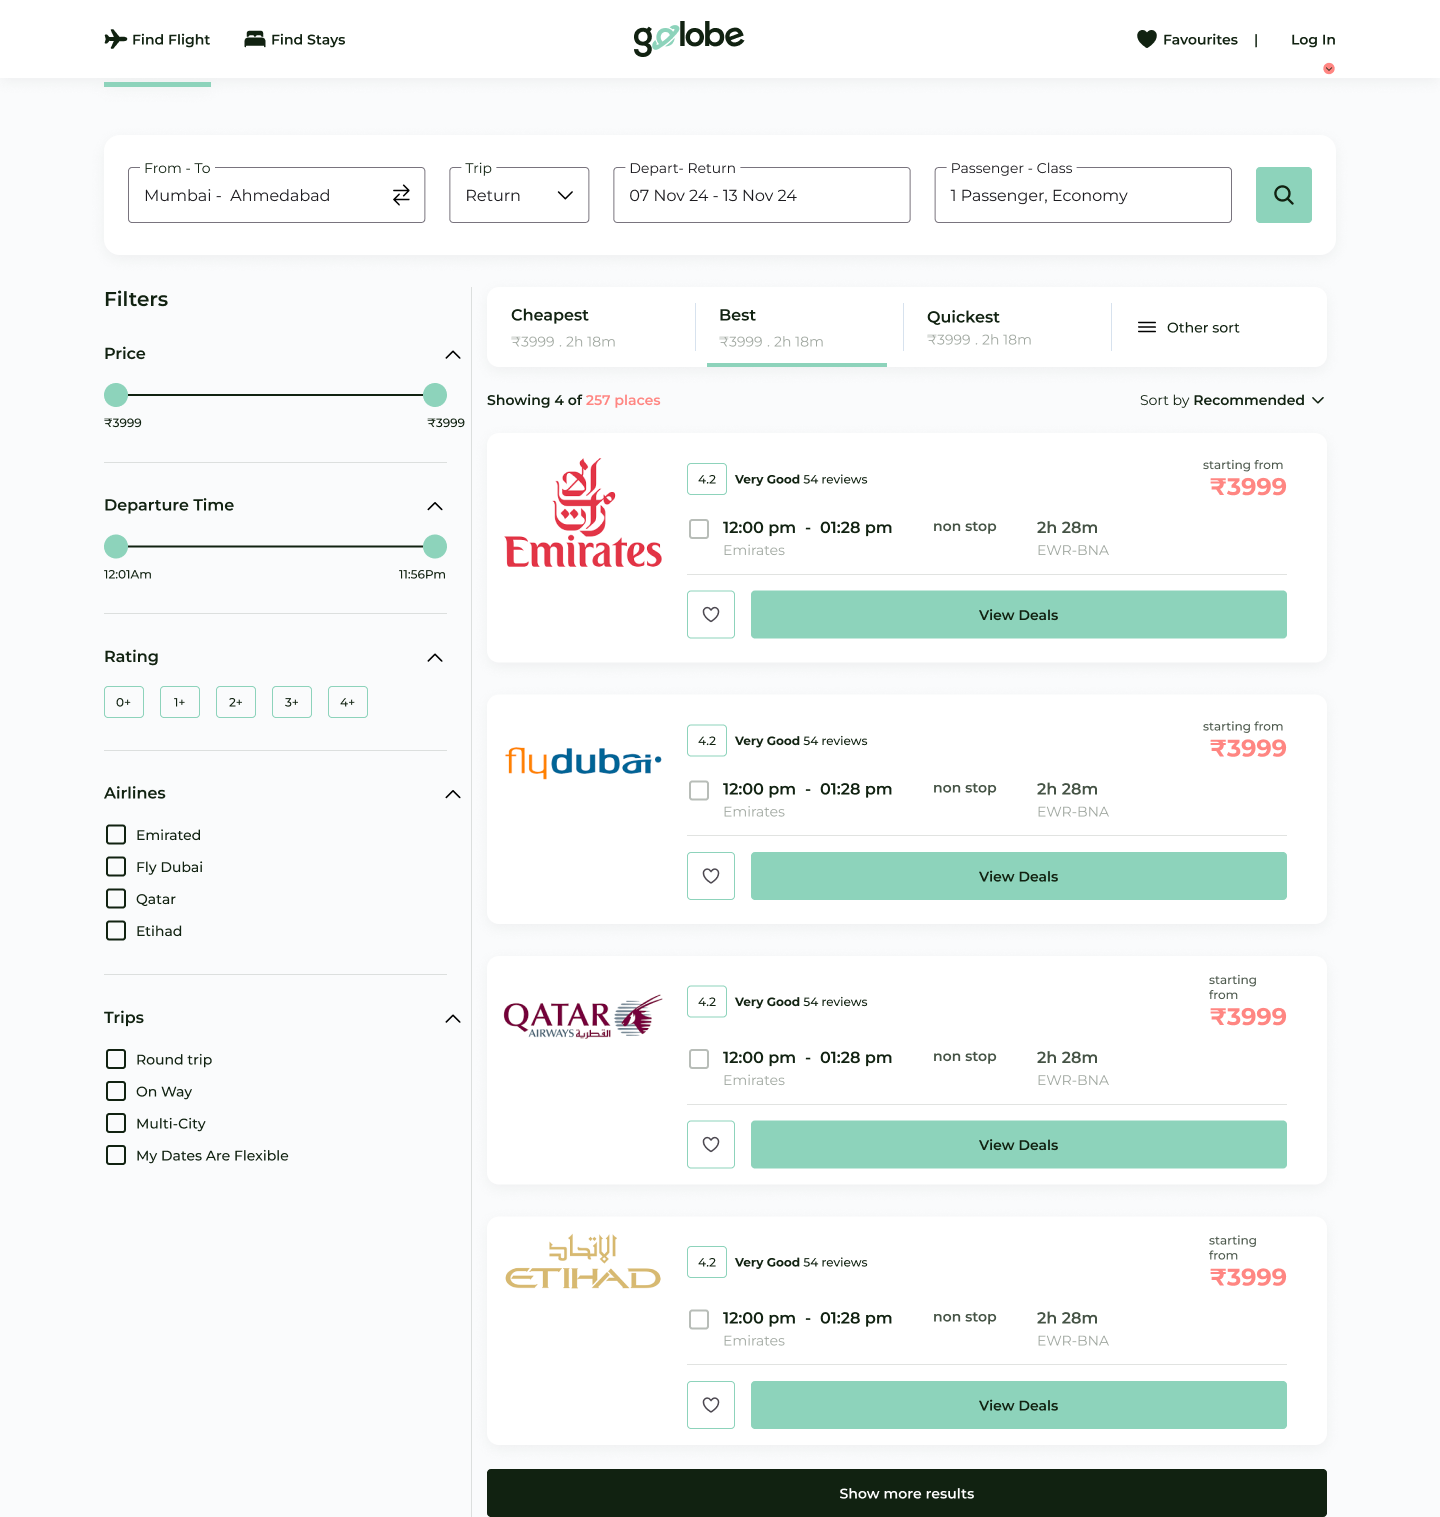 Find Flight
Find Stays
golobe
Favourites | Log In
From - To
Mumbai - Ahmedabad
Trip
Return
Depart- Return
07 Nov 24 - 13 Nov 24
Passenger - Class
1 Passenger, Economy
Filters
Price
₹3999 ₹3999
Departure Time
12:01Am 11:56Pm
Rating
0+ 1+ 2+ 3+ 4+
Airlines
Emirated
Fly Dubai
Qatar
Etihad
Trips
Round trip
On Way
Multi-City
My Dates Are Flexible
Cheapest
₹3999 . 2h 18m
Best
₹3999 . 2h 18m
Quickest
₹3999 . 2h 18m
Other sort
Showing 4 of 257 places
Sort by Recommended
Emirates
4.2 Very Good 54 reviews
starting from
₹3999
12:00 pm - 01:28 pm non stop 2h 28m
Emirates EWR-BNA
View Deals
flydubai
4.2 Very Good 54 reviews
starting from
₹3999
12:00 pm - 01:28 pm non stop 2h 28m
Emirates EWR-BNA
View Deals
QATAR
AIRWAYS القطرية
4.2 Very Good 54 reviews
starting
from
₹3999
12:00 pm - 01:28 pm non stop 2h 28m
Emirates EWR-BNA
View Deals
الإتحاد
ETIHAD
4.2 Very Good 54 reviews
starting
from
₹3999
12:00 pm - 01:28 pm non stop 2h 28m
Emirates EWR-BNA
View Deals
Show more results